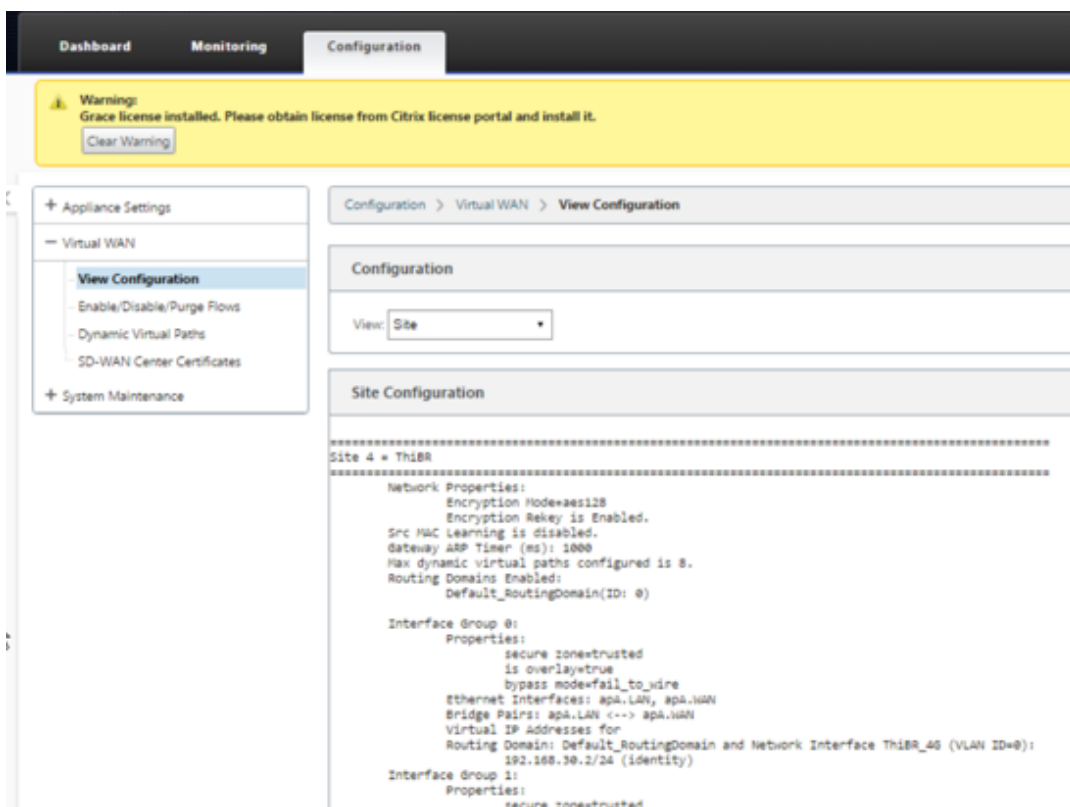 Dashboard Monitoring Configuration
Warning:
Grace license installed. Please obtain license from Citrix license portal and install it.
Clear Warning
+ Appliance Settings
− Virtual WAN
View Configuration
Enable/Disable/Purge Flows
Dynamic Virtual Paths
SD-WAN Center Certificates
+ System Maintenance
Configuration > Virtual WAN > View Configuration
Configuration
View: Site
Site Configuration
====================================================================================================
Site 4 = ThiBR
====================================================================================================
Network Properties:
Encryption Mode=aes128
Encryption Rekey is Enabled.
Src MAC Learning is disabled.
Gateway ARP Timer (ms): 1000
Max dynamic virtual paths configured is 8.
Routing Domains Enabled:
Default_RoutingDomain(ID: 0)
Interface Group 0:
Properties:
secure zone=trusted
is overlay=true
bypass mode=fail_to_wire
Ethernet Interfaces: apA.LAN, apA.WAN
Bridge Pairs: apA.LAN <--> apA.WAN
Virtual IP Addresses for
Routing Domain: Default_RoutingDomain and Network Interface ThiBR_4G (VLAN ID=0):
192.168.30.2/24 (identity)
Interface Group 1:
Properties:
secure zone=trusted